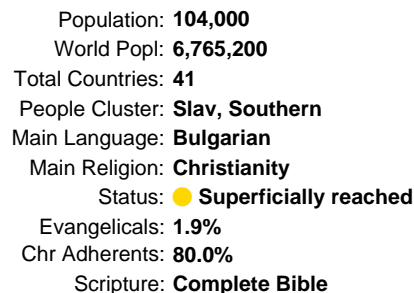 Population: 104,000
World Popl: 6,765,200
Total Countries: 41
People Cluster: Slav, Southern
Main Language: Bulgarian
Main Religion: Christianity
Status: Superficially reached
Evangelicals: 1.9%
Chr Adherents: 80.0%
Scripture: Complete Bible